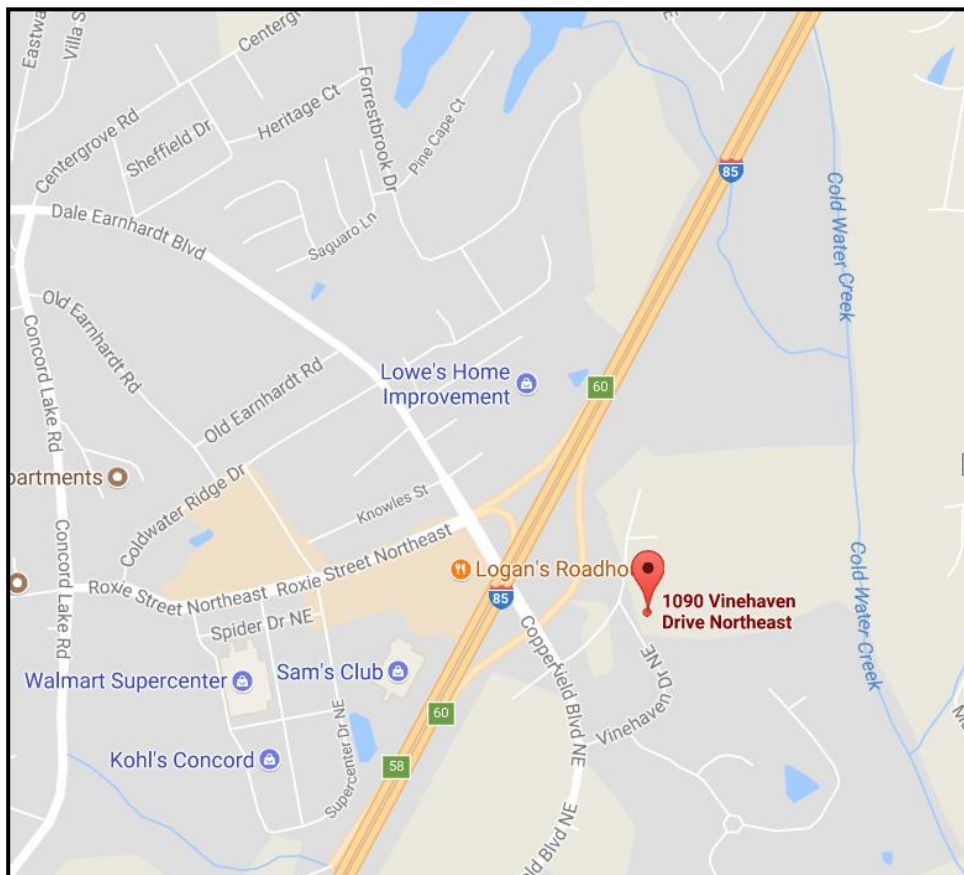 Eastwa
Villa S
Centergrove Rd
Centerg
Sheffield Dr
Heritage Ct
Forrestbrook Dr
Pine Cape Ct
Saguaro Ln
85
Cold Water Creek
Dale Earnhardt Blvd
Old Earnhardt Rd
Concord Lake Rd
Old Earnhardt Rd
Lowe's Home
Improvement
60
partments
Coldwater Ridge Dr
Knowles St
Concord Lake Rd
Roxie Street Northeast
Roxie Street Northeast
Logan's Roadho
85
1090 Vinehaven
Drive Northeast
Cold Water Creek
Spider Dr NE
Walmart Supercenter
Sam's Club
Copperfield Blvd NE
Vinehaven Dr NE
60
Kohl's Concord
Supercenter Dr NE
58
ld Blvd NE